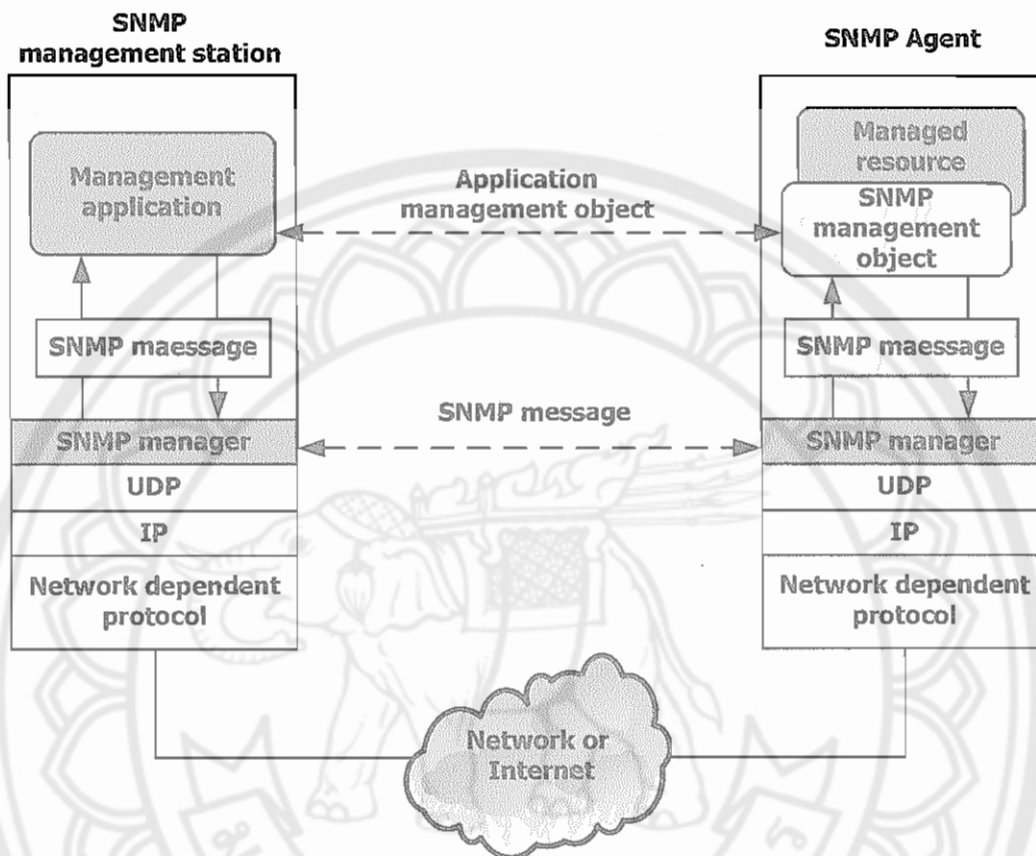 SNMP
management station
SNMP Agent
Management
application
Application
management object
Managed
resource
SNMP
management
object
SNMP maessage
SNMP maessage
SNMP message
SNMP manager
SNMP manager
UDP
UDP
IP
IP
Network dependent
protocol
Network dependent
protocol
Network or
Internet